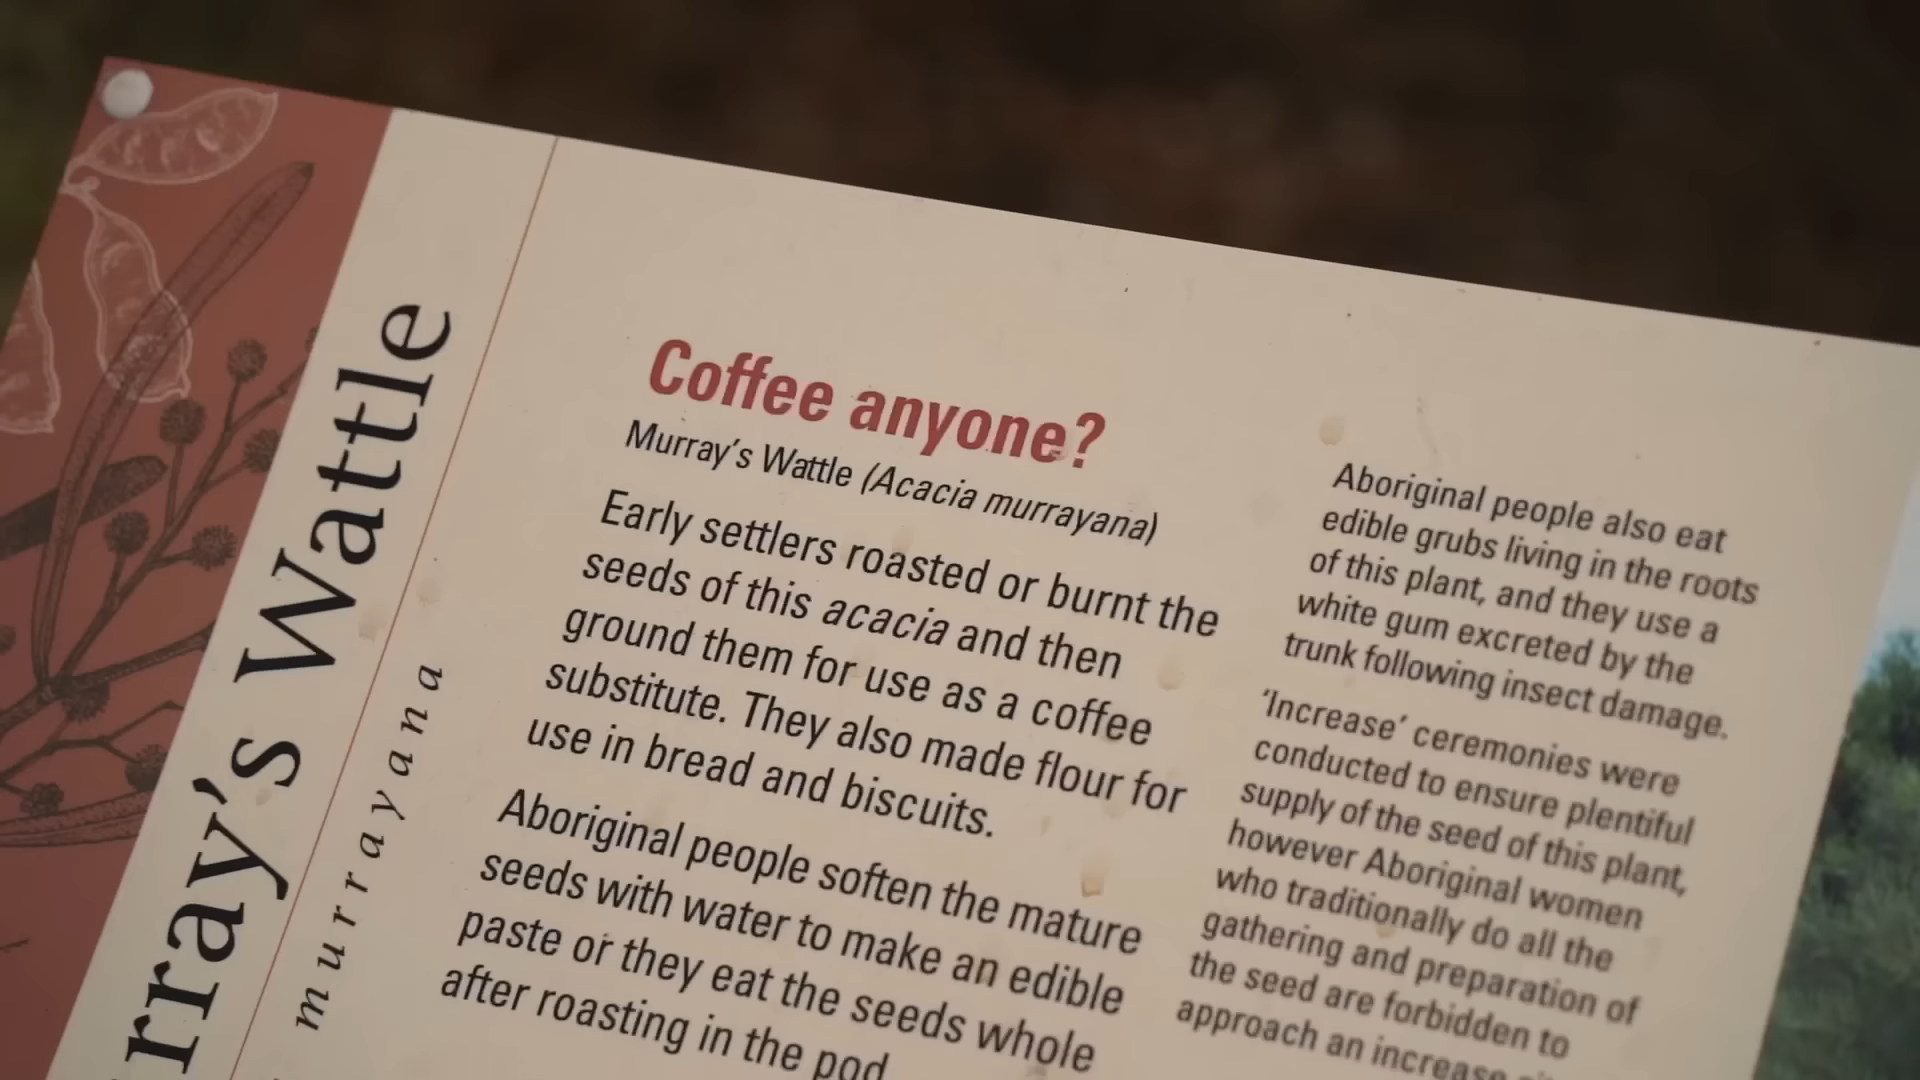 rray's Wattle
murrayana
Coffee anyone?
Murray's Wattle (Acacia murrayana)
Early settlers roasted or burnt the
seeds of this acacia and then
ground them for use as a coffee
substitute. They also made flour for
use in bread and biscuits.
Aboriginal people soften the mature
seeds with water to make an edible
paste or they eat the seeds whole
after roasting in the pod
Aboriginal people also eat
edible grubs living in the roots
of this plant, and they use a
white gum excreted by the
trunk following insect damage.
'Increase' ceremonies were
conducted to ensure plentiful
supply of the seed of this plant,
however Aboriginal women
who traditionally do all the
gathering and preparation of
the seed are forbidden to
approach an increase